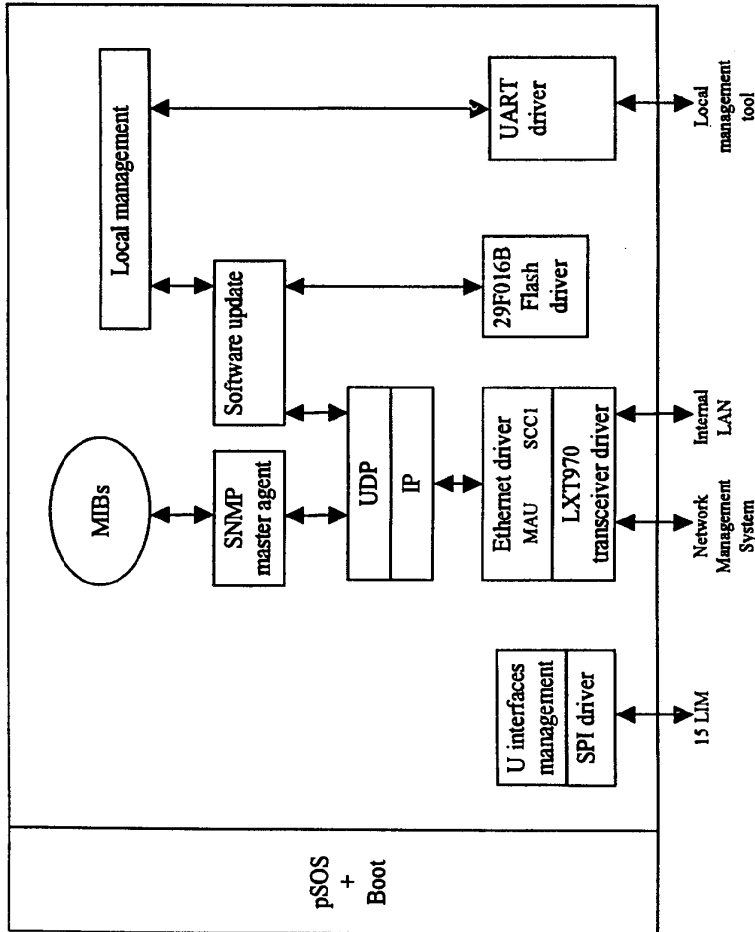 pSOS
+
Boot
MIBs
Local management
SNMP
master agent
Software update
UDP
IP
U interfaces
management
SPI driver
Ethernet driver
MAU SCC1
LXT970
transceiver driver
29F016B
Flash
driver
UART
driver
15 LIM
Network
Management
System
Internal
LAN
Local
management
tool